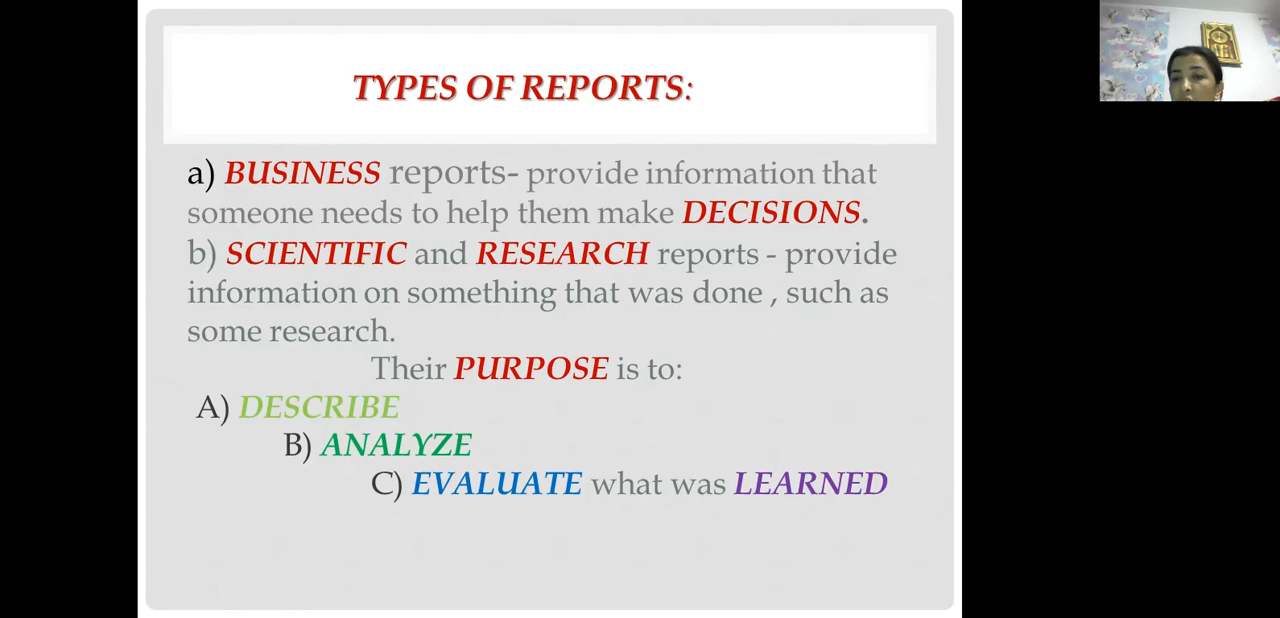 TYPES OF REPORTS:
a) BUSINESS reports- provide information that
someone needs to help them make DECISIONS.
b) SCIENTIFIC and RESEARCH reports - provide
information on something that was done , such as
some research.
Their PURPOSE is to:
A) DESCRIBE
B) ANALYZE
C) EVALUATE what was LEARNED